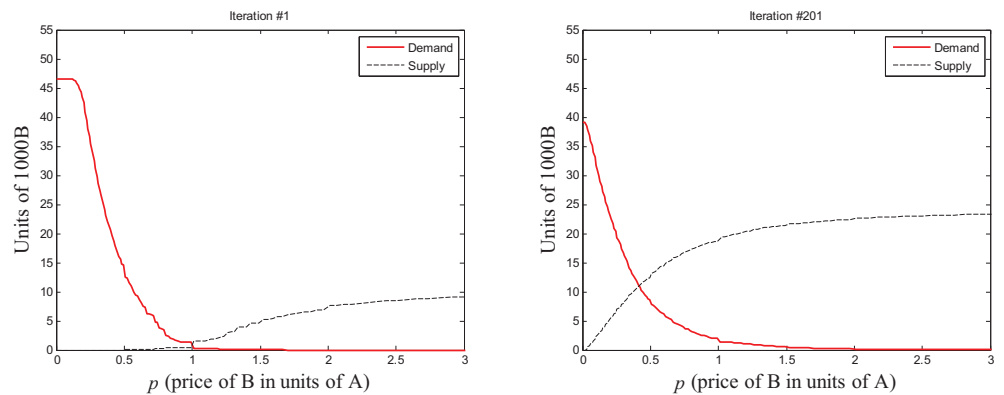 Iteration #1
55
50
45
40
35
30
25
20
15
10
5
0
Units of 1000B
Demand
Supply
0 0.5 1 1.5 2 2.5 3
p (price of B in units of A)
Iteration #201
55
50
45
40
35
30
25
20
15
10
5
0
Units of 1000B
Demand
Supply
0 0.5 1 1.5 2 2.5 3
p (price of B in units of A)